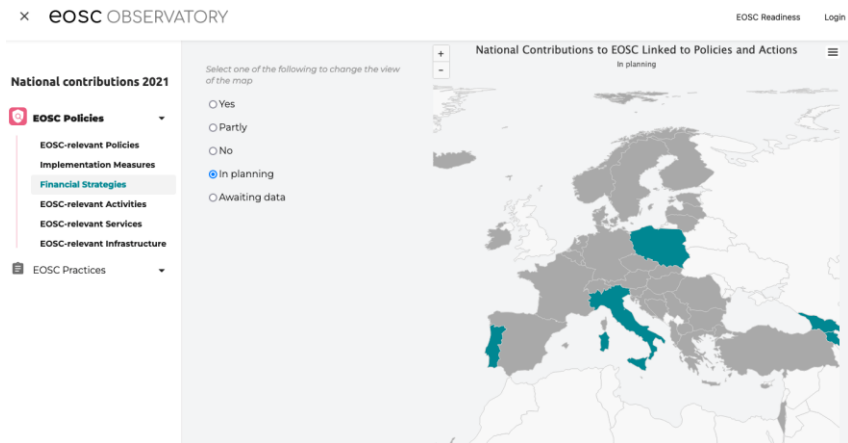 × eosc OBSERVATORY
EOSC Readiness
Login
National contributions 2021
EOSC Policies
EOSC-relevant Policies
Implementation Measures
Financial Strategies
EOSC-relevant Activities
EOSC-relevant Services
EOSC-relevant Infrastructure
EOSC Practices
Select one of the following to change the view
of the map
Yes
Partly
No
In planning
Awaiting data
+
-
National Contributions to EOSC Linked to Policies and Actions
In planning